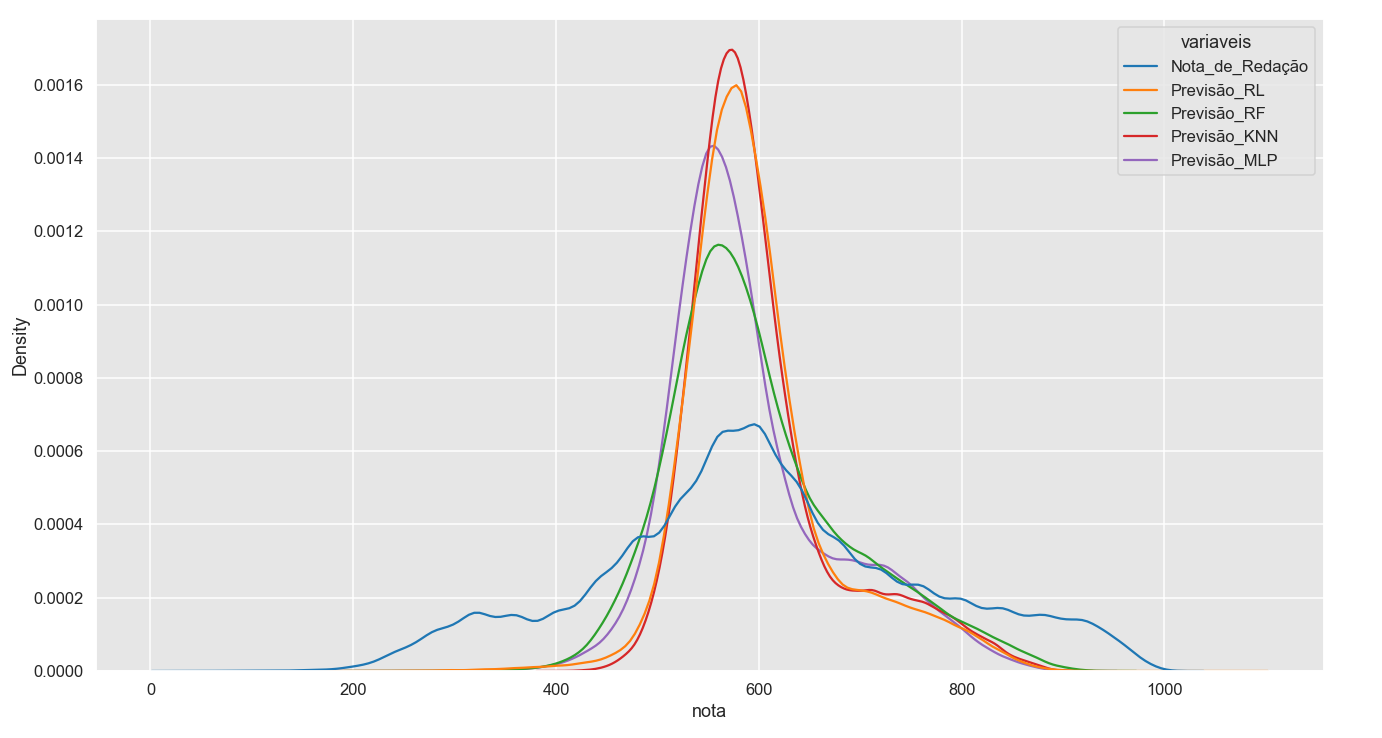 variaveis
Nota_de_Redação
Previsão_RL
Previsão_RF
Previsão_KNN
Previsão_MLP
0.0016
0.0014
0.0012
0.0010
0.0008
0.0006
0.0004
0.0002
0.0000
Density
0 200 400 600 800 1000
nota